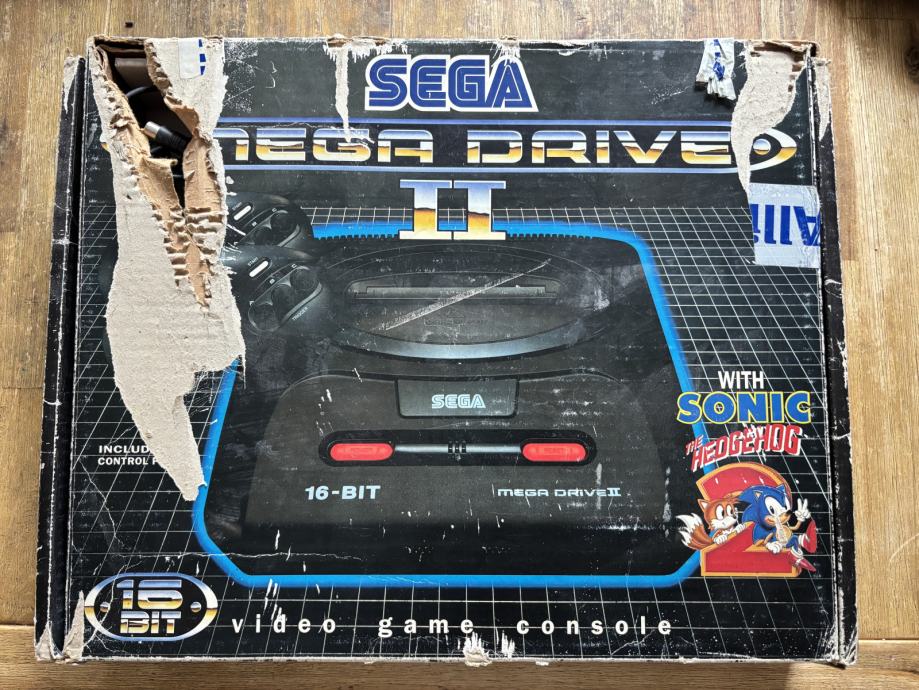 SEGA
MEGA DRIVE
II
SEGA
WITH
SONIC
THE
HEDGEHOG
2
INCLUD
CONTROL P
16-BIT
MEGA DRIVE II
16
BIT
video game console